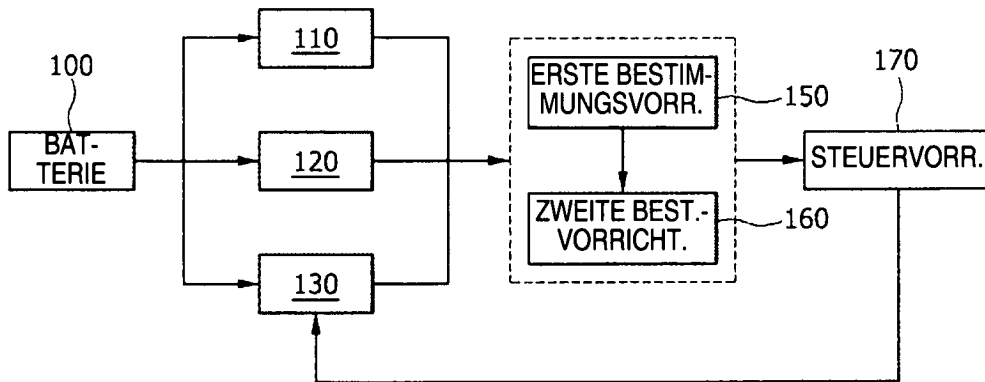 110
100
BAT-
TERIE
120
130
ERSTE BESTIM-
MUNGSVORR.
150
ZWEITE BEST.-
VORRICHT.
160
170
STEUERVORR.